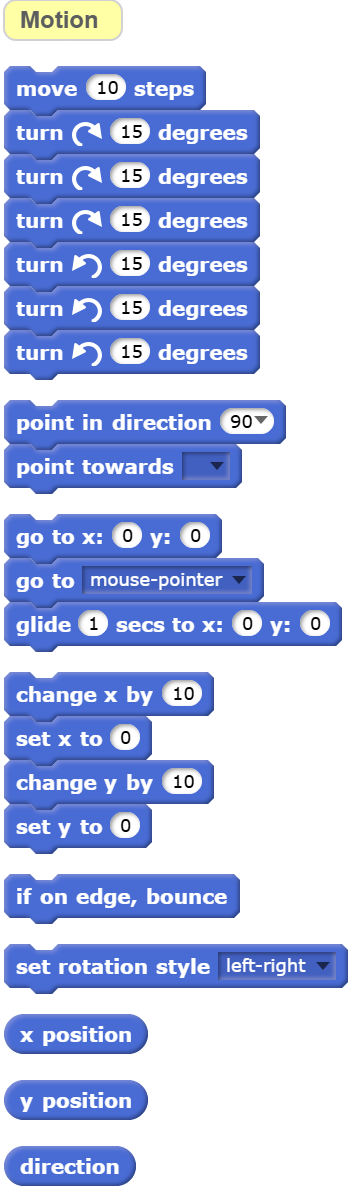 Motion
move 10 steps
turn 15 degrees
turn 15 degrees
turn 15 degrees
turn 15 degrees
turn 15 degrees
turn 15 degrees
point in direction 90
point towards
go to x: 0 y: 0
go to mouse-pointer
glide 1 secs to x: 0 y: 0
change x by 10
set x to 0
change y by 10
set y to 0
if on edge, bounce
set rotation style left-right
x position
y position
direction